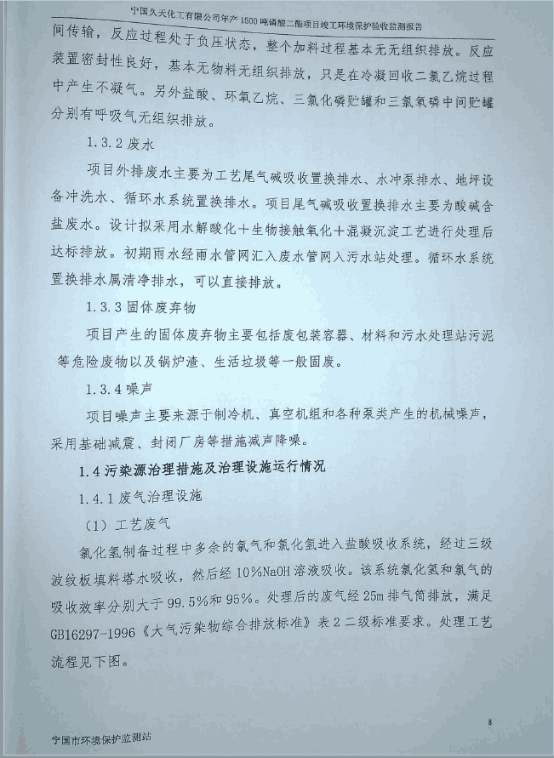 宁国久天化工有限公司年产1500吨磷酸二酯项目竣工环境保护验收监测报告
间传输，反应过程处于负压状态，整个加料过程基本无无组织排放。反应
装置密封性良好，基本无物料无组织排放，只是在冷凝回收二氯乙烷过程
中产生不凝气。另外盐酸、环氧乙烷、三氯化磷贮罐和三氯氧磷中间贮罐
分别有呼吸气无组织排放。
1.3.2废水
项目外排废水主要为工艺尾气碱吸收置换排水、水冲泵排水、地坪设
备冲洗水、循环水系统置换排水。项目尾气碱吸收置换排水主要为酸碱含
盐废水。设计拟采用水解酸化＋生物接触氧化＋混凝沉淀工艺进行处理后
达标排放。初期雨水经雨水管网汇入废水管网入污水站处理。循环水系统
置换排水属清净排水，可以直接排放。
1.3.3固体废弃物
项目产生的固体废弃物主要包括废包装容器、材料和污水处理站污泥
等危险废物以及锅炉渣、生活垃圾等一般固废。
1.3.4噪声
项目噪声主要来源于制冷机、真空机组和各种泵类产生的机械噪声，
采用基础减震、封闭厂房等措施减声降噪。
1.4污染源治理措施及治理设施运行情况
1.4.1废气治理设施
（1）工艺废气
氯化氢制备过程中多余的氯气和氯化氢进入盐酸吸收系统，经过三级
波纹板填料塔水吸收，然后经10%NaOH溶液吸收。该系统氯化氢和氯气的
吸收效率分别大于99.5%和95%。处理后的废气经25m排气筒排放，满足
GB16297-1996《大气污染物综合排放标准》表2二级标准要求。处理工艺
流程见下图。
8
宁国市环境保护监测站